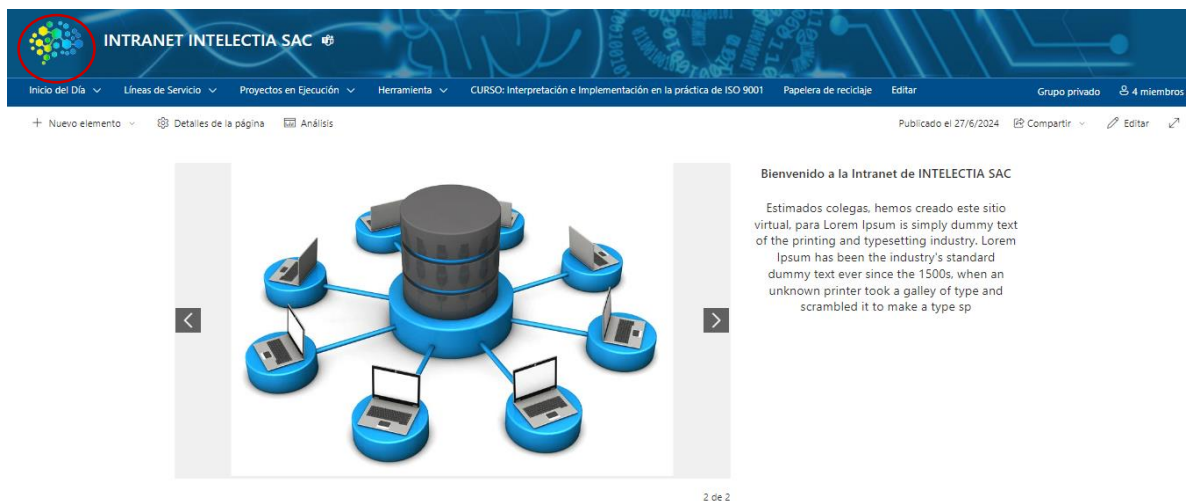 INTRANET INTELECTIA SAC
Inicio del Día Líneas de Servicio Proyectos en Ejecución Herramienta CURSO: Interpretación e Implementación en la práctica de ISO 9001 Papelera de reciclaje Editar Grupo privado 4 miembros
+ Nuevo elemento Detalles de la página Análisis Publicado el 27/6/2024 Compartir Editar
Bienvenido a la Intranet de INTELECTIA SAC
Estimados colegas, hemos creado este sitio
virtual, para Lorem Ipsum is simply dummy text
of the printing and typesetting industry. Lorem
Ipsum has been the industry's standard
dummy text ever since the 1500s, when an
unknown printer took a galley of type and
scrambled it to make a type sp
2 de 2